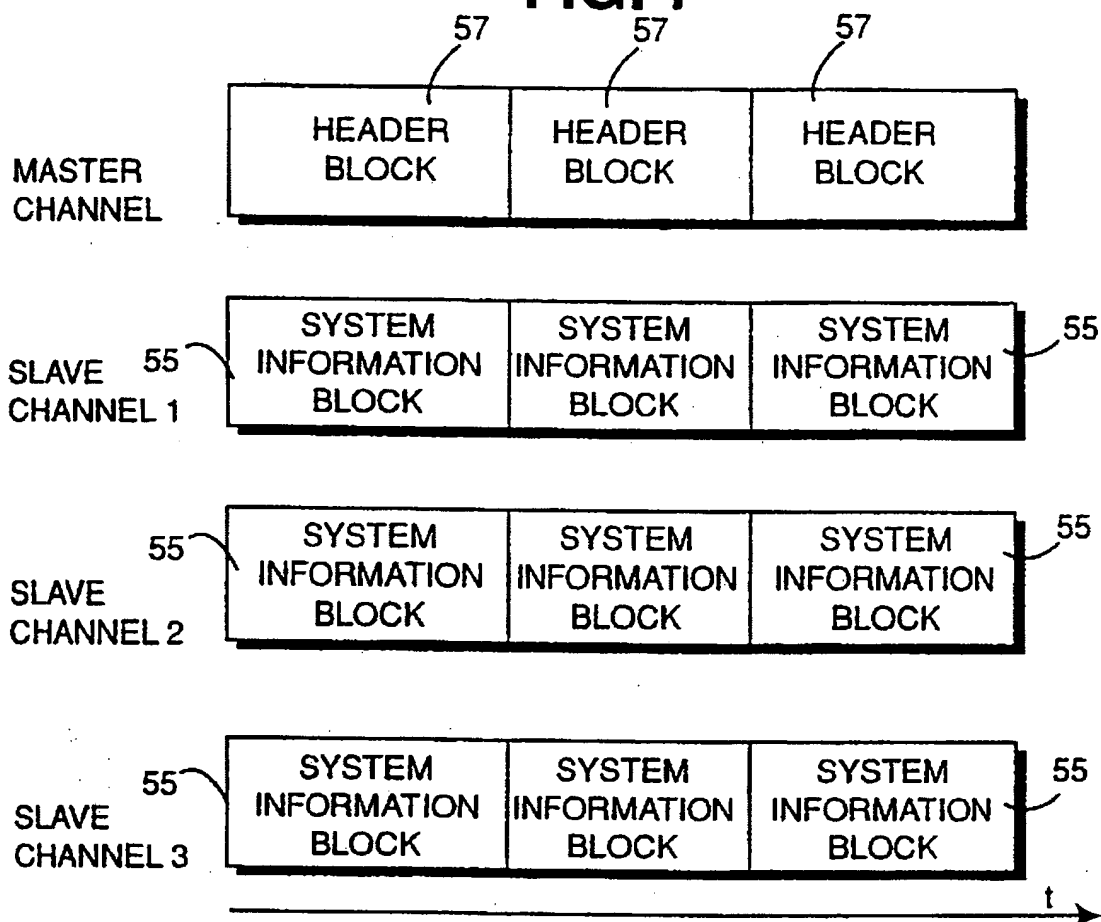 57 57 57
HEADER HEADER HEADER
BLOCK BLOCK BLOCK
MASTER
CHANNEL
SYSTEM SYSTEM SYSTEM
INFORMATION INFORMATION INFORMATION
BLOCK BLOCK BLOCK
55 55
SLAVE
CHANNEL 1
SYSTEM SYSTEM SYSTEM
INFORMATION INFORMATION INFORMATION
BLOCK BLOCK BLOCK
55 55
SLAVE
CHANNEL 2
SYSTEM SYSTEM SYSTEM
INFORMATION INFORMATION INFORMATION
BLOCK BLOCK BLOCK
55 55
SLAVE
CHANNEL 3
t